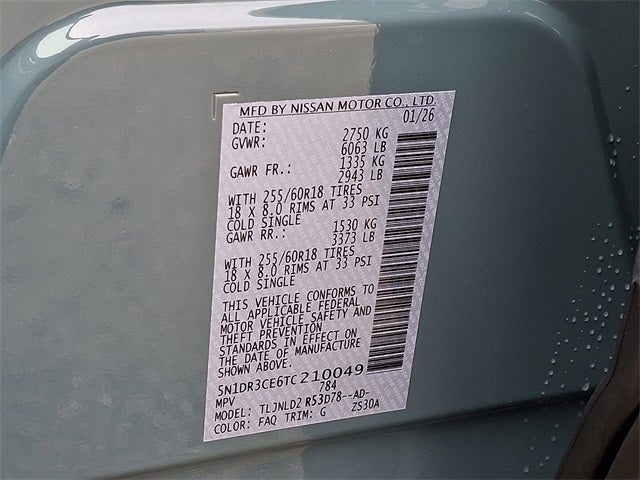 MFD BY NISSAN MOTOR CO., LTD.
DATE: 01/26
GVWR: 2750 KG
6063 LB
GAWR FR.: 1335 KG
2943 LB
WITH 255/60R18 TIRES
18 X 8.0 RIMS AT 33 PSI
COLD SINGLE
GAWR RR.: 1530 KG
3373 LB
WITH 255/60R18 TIRES
18 X 8.0 RIMS AT 33 PSI
COLD SINGLE
THIS VEHICLE CONFORMS TO
ALL APPLICABLE FEDERAL
MOTOR VEHICLE SAFETY AND
THEFT PREVENTION
STANDARDS IN EFFECT ON
THE DATE OF MANUFACTURE
SHOWN ABOVE.
5N1DR3CE6TC210049
MPV 784
MODEL: TLJNLD2 R53D78--AD-
COLOR: FAQ TRIM: G ZS30A